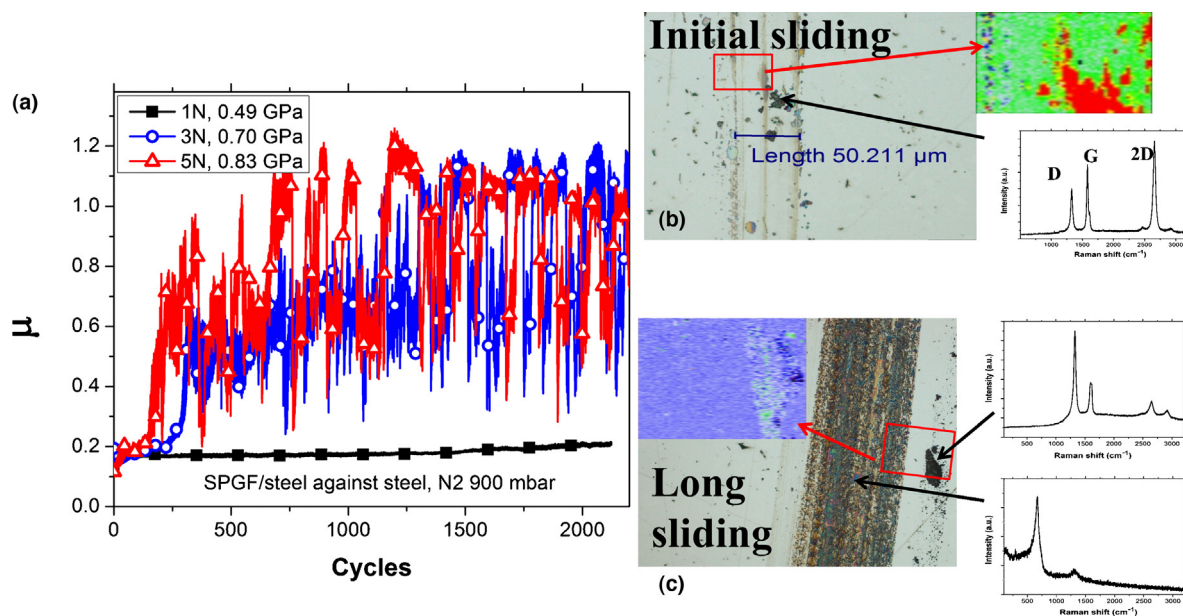 (a)
1N, 0.49 GPa
3N, 0.70 GPa
5N, 0.83 GPa
μ
1.2
1.0
0.8
0.6
0.4
0.2
0.0
SPGF/steel against steel, N2 900 mbar
0
500
1000
1500
2000
Cycles
Initial sliding
Length 50.211 μm
(b)
D
G
2D
Intensity (a.u.)
1000 1500 2000 2500 3000
Raman shift (cm⁻¹)
Long
sliding
(c)
Intensity (a.u.)
500 1000 1500 2000 2500 3000
Raman shift (cm⁻¹)
Intensity (a.u.)
500 1000 1500 2000 2500 3000
Raman shift (cm⁻¹)